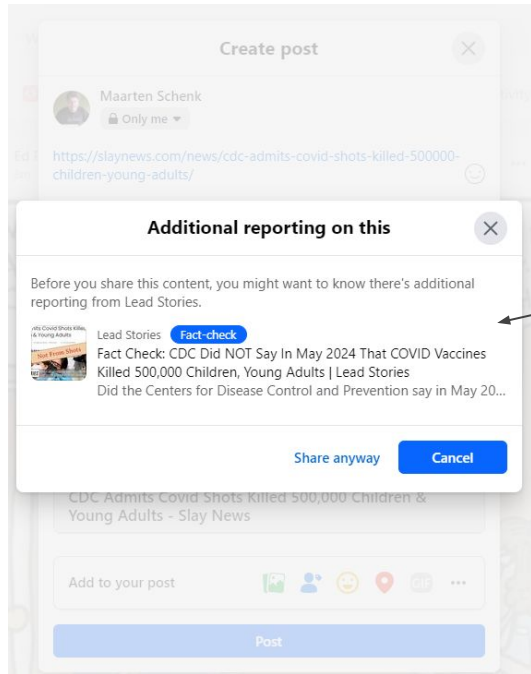 Create post
Maarten Schenk
Only me
https://slaynews.com/news/cdc-admits-covid-shots-killed-500000-
children-young-adults/
Additional reporting on this
Before you share this content, you might want to know there's additional
reporting from Lead Stories.
Not From Shots
Lead Stories Fact-check
Fact Check: CDC Did NOT Say In May 2024 That COVID Vaccines
Killed 500,000 Children, Young Adults | Lead Stories
Did the Centers for Disease Control and Prevention say in May 20...
Share anyway Cancel
CDC Admits Covid Shots Killed 500,000 Children &
Young Adults - Slay News
Add to your post GIF
Post